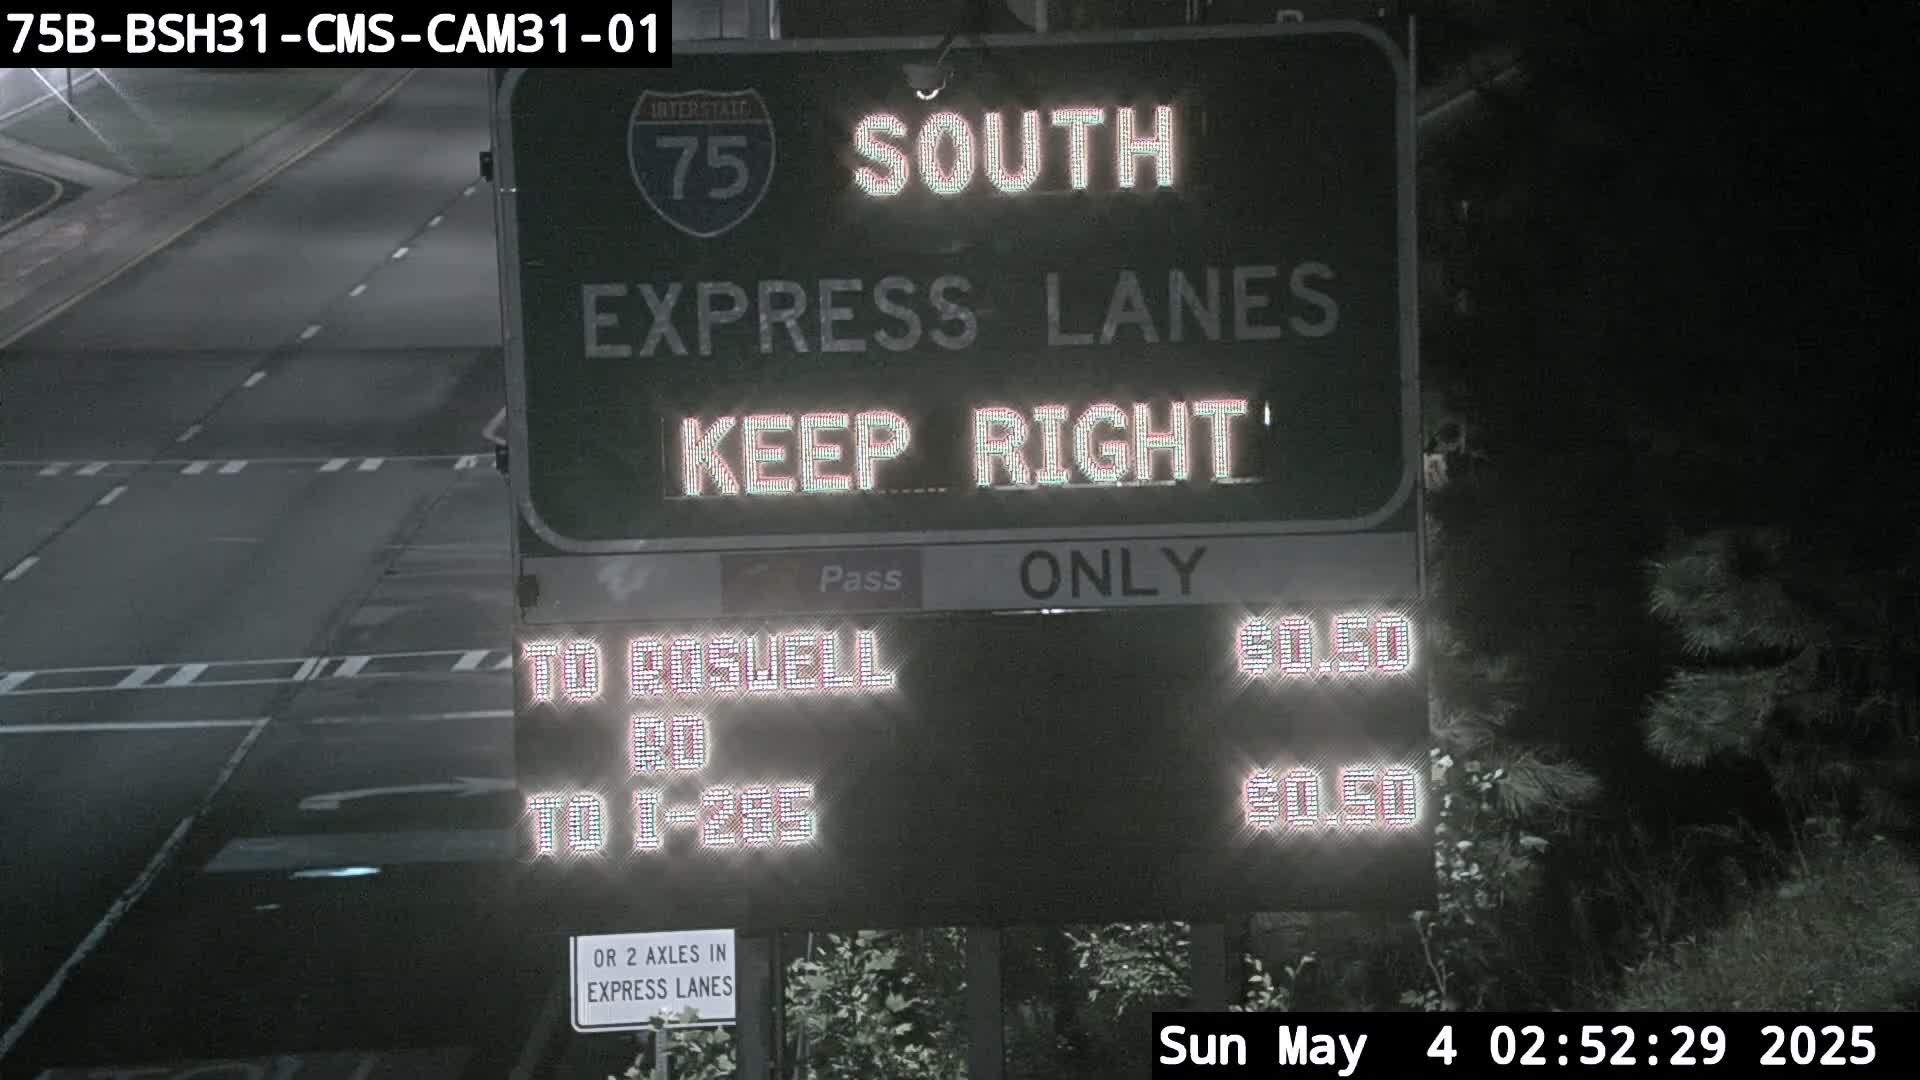 75B-BSH31-CMS-CAM31-01
INTERSTATE
75
SOUTH
EXPRESS LANES
KEEP RIGHT
Pass ONLY
TO ROSWELL $0.50
RD
TO I-285 $0.50
OR 2 AXLES IN
EXPRESS LANES
Sun May 4 02:52:29 2025